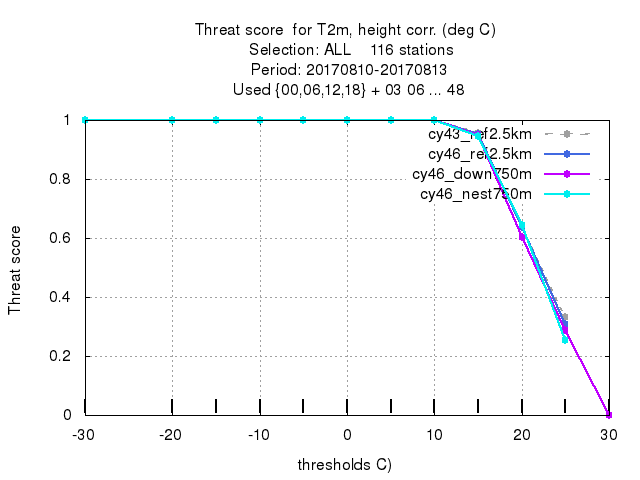 Threat score for T2m, height corr. (deg C)
Selection: ALL 116 stations
Period: 20170810-20170813
Used {00,06,12,18} + 03 06 ... 48
1
0.8
0.6
0.4
0.2
0
Threat score
cy43_ref2.5km
cy46_ref2.5km
cy46_down750m
cy46_nest750m
-30 -20 -10 0 10 20 30
thresholds C)